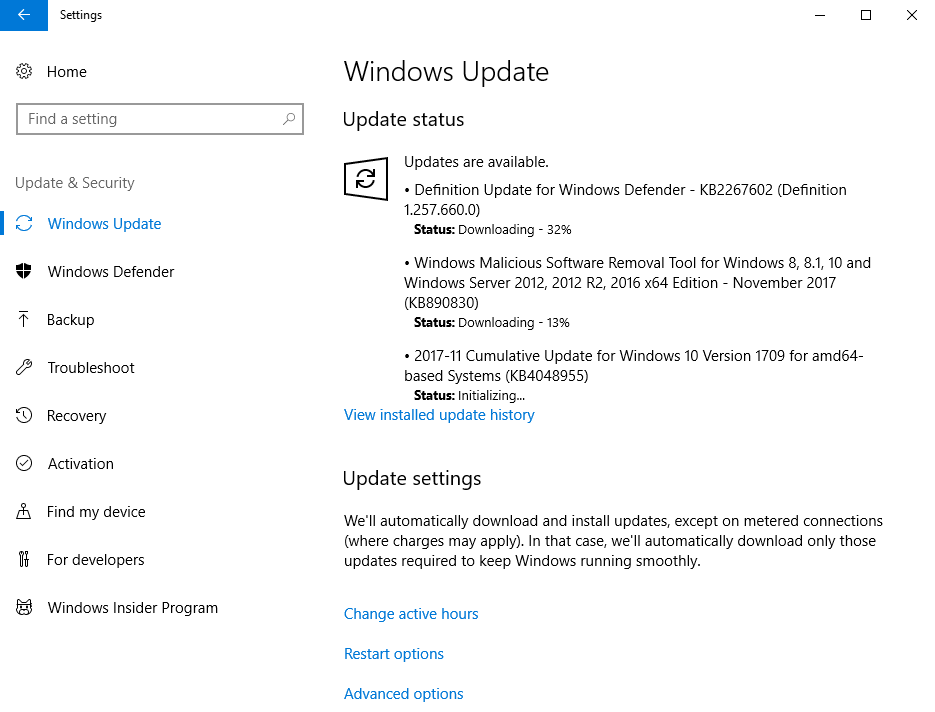 Settings
Home
Find a setting
Update & Security
Windows Update
Windows Defender
Backup
Troubleshoot
Recovery
Activation
Find my device
For developers
Windows Insider Program
Windows Update
Update status
Updates are available.
• Definition Update for Windows Defender - KB2267602 (Definition
1.257.660.0)
Status: Downloading - 32%
• Windows Malicious Software Removal Tool for Windows 8, 8.1, 10 and
Windows Server 2012, 2012 R2, 2016 x64 Edition - November 2017
(KB890830)
Status: Downloading - 13%
• 2017-11 Cumulative Update for Windows 10 Version 1709 for amd64-
based Systems (KB4048955)
Status: Initializing...
View installed update history
Update settings
We'll automatically download and install updates, except on metered connections
(where charges may apply). In that case, we'll automatically download only those
updates required to keep Windows running smoothly.
Change active hours
Restart options
Advanced options